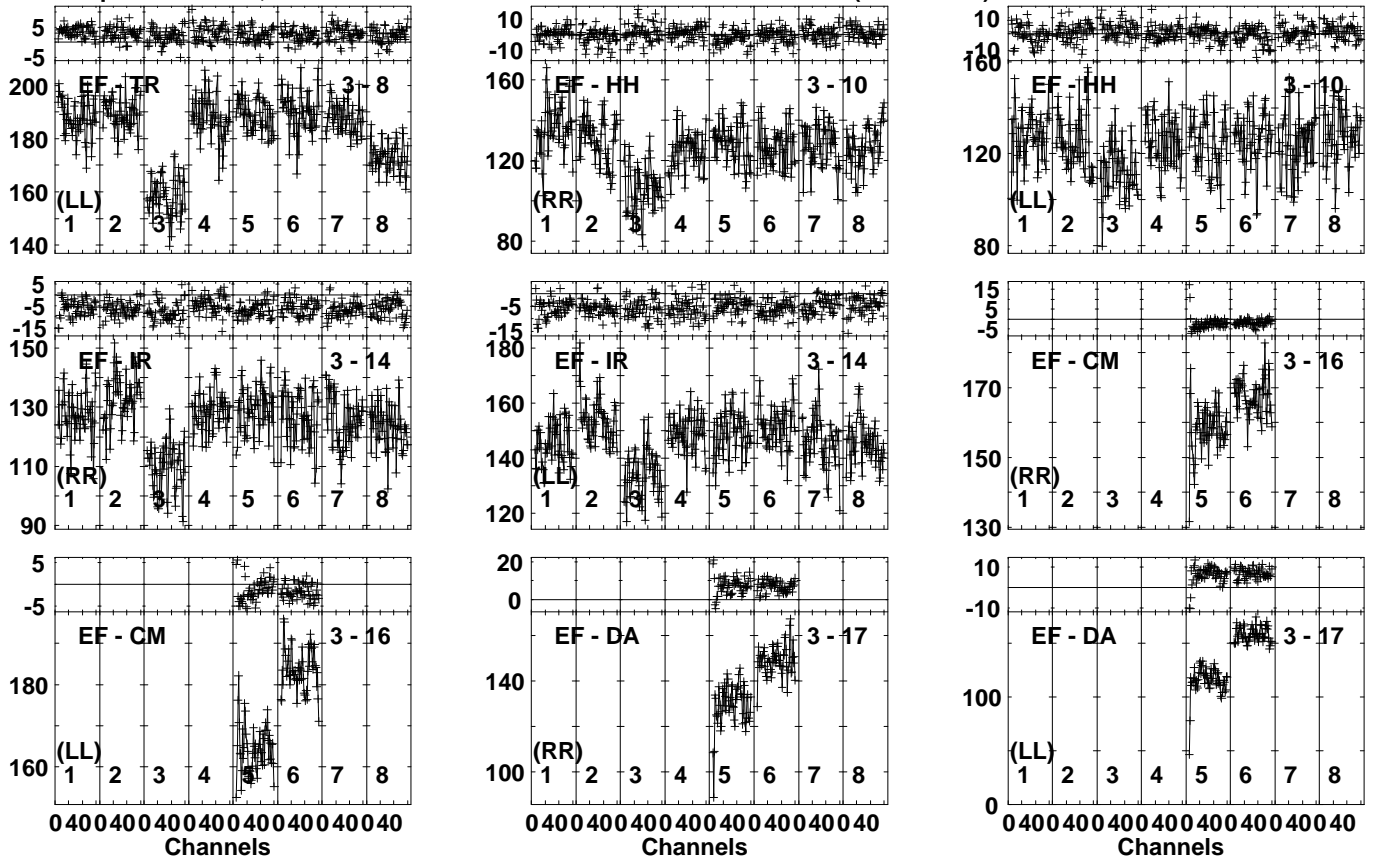 5
-5
200
180
160
140
EF - TR 3 - 8
(LL)
1 2 3 4 5 6 7 8
10
-10
160
120
80
EF - HH 3 - 10
(RR)
1 2 3 4 5 6 7 8
10
-10
160
120
80
EF - HH 3 - 10
(LL)
1 2 3 4 5 6 7 8
5
-5
-15
150
130
110
90
EF - IR 3 - 14
(RR)
1 2 3 4 5 6 7 8
-5
-15
180
160
140
120
EF - IR 3 - 14
(LL)
1 2 3 4 5 6 7 8
15
5
-5
170
150
130
EF - CM 3 - 16
(RR)
1 2 3 4 5 6 7 8
5
-5
180
160
EF - CM 3 - 16
(LL)
1 2 3 4 5 6 7 8
0 40 0 40 0 40 0 40 0 40 0 40 0 40 0 40
Channels
20
0
140
100
EF - DA 3 - 17
(RR)
1 2 3 4 5 6 7 8
0 40 0 40 0 40 0 40 0 40 0 40 0 40 0 40
Channels
10
-10
100
0
EF - DA 3 - 17
(LL)
1 2 3 4 5 6 7 8
0 40 0 40 0 40 0 40 0 40 0 40 0 40 0 40
Channels